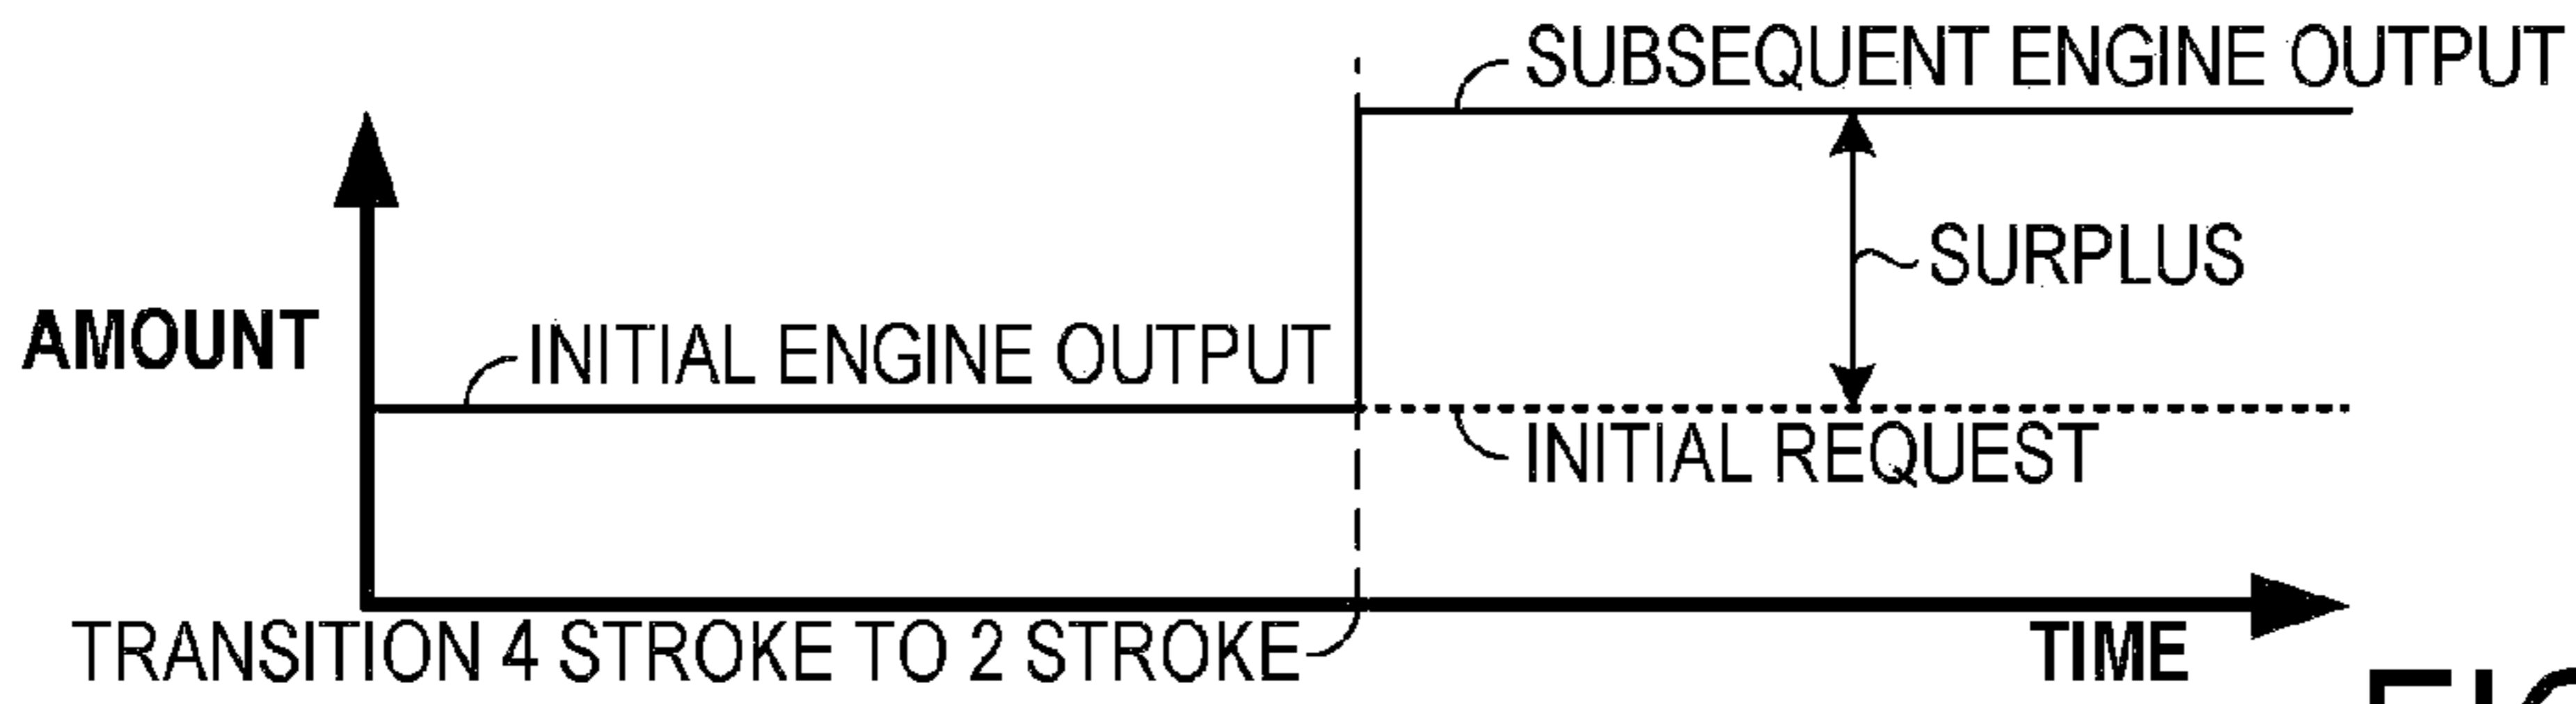 SUBSEQUENT ENGINE OUTPUT
SURPLUS
AMOUNT
INITIAL ENGINE OUTPUT
INITIAL REQUEST
TRANSITION 4 STROKE TO 2 STROKE
TIME